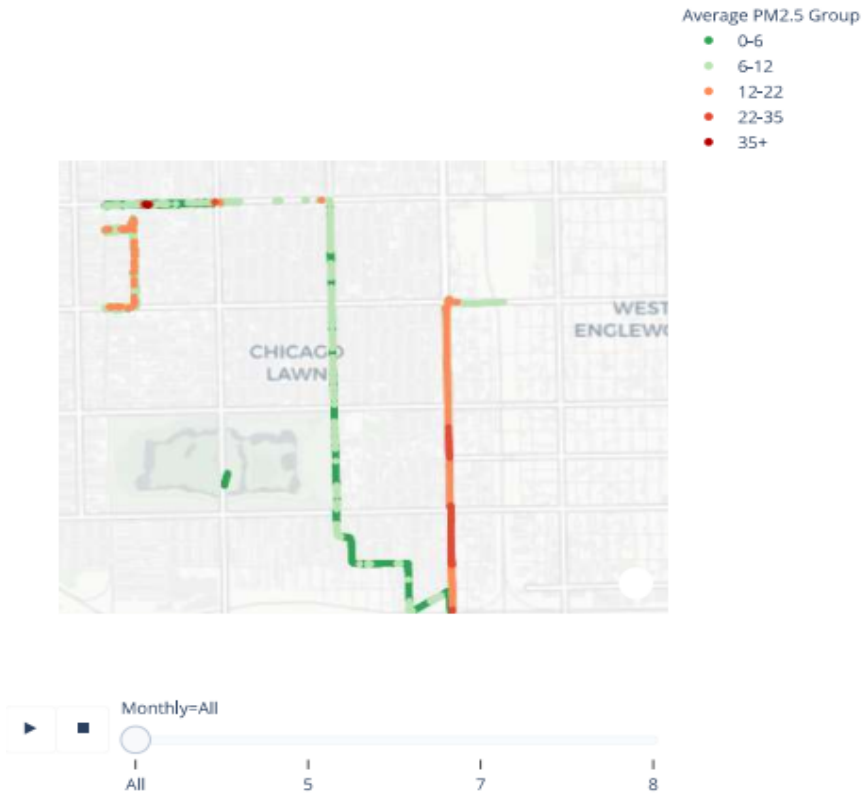 Average PM2.5 Group
0-6
6-12
12-22
22-35
35+
WEST
ENGLEWO
CHICAGO
LAWN
Monthly=All
All
5
7
8